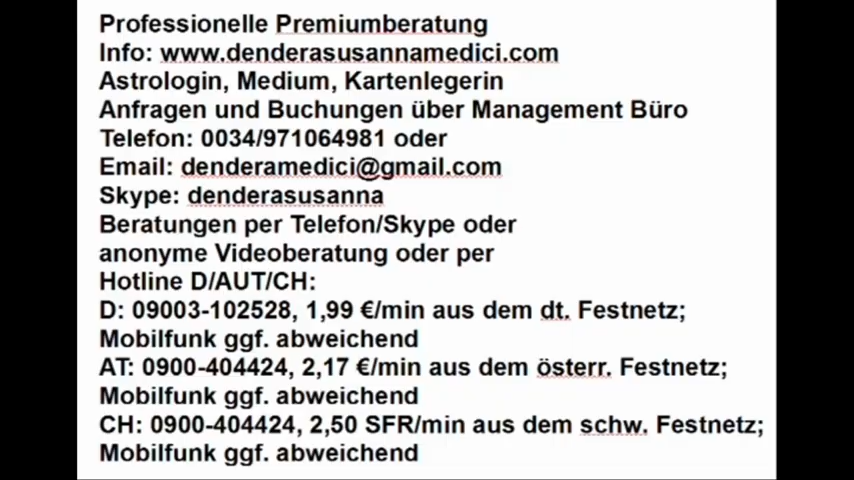 Professionelle Premiumberatung
Info: www.denderasusannamedici.com
Astrologin, Medium, Kartenlegerin
Anfragen und Buchungen über Management Büro
Telefon: 0034/971064981 oder
Email: denderamedici@gmail.com
Skype: denderasusanna
Beratungen per Telefon/Skype oder
anonyme Videoberatung oder per
Hotline D/AUT/CH:
D: 09003-102528, 1,99 €/min aus dem dt. Festnetz;
Mobilfunk ggf. abweichend
AT: 0900-404424, 2,17 €/min aus dem österr. Festnetz;
Mobilfunk ggf. abweichend
CH: 0900-404424, 2,50 SFR/min aus dem schw. Festnetz;
Mobilfunk ggf. abweichend